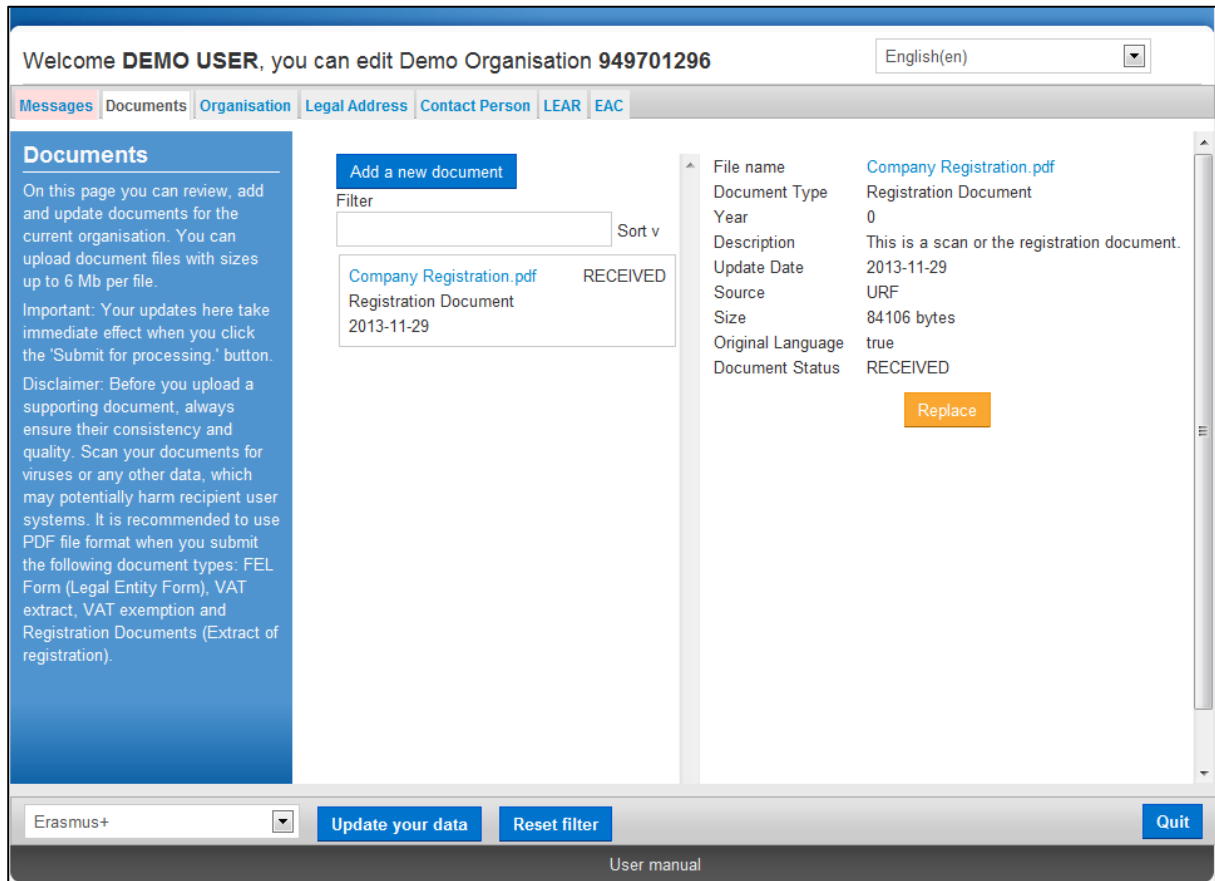 Welcome DEMO USER, you can edit Demo Organisation 949701296
English(en)
Messages Documents Organisation Legal Address Contact Person LEAR EAC
Documents
On this page you can review, add
and update documents for the
current organisation. You can
upload document files with sizes
up to 6 Mb per file.
Important: Your updates here take
immediate effect when you click
the 'Submit for processing.' button.
Disclaimer: Before you upload a
supporting document, always
ensure their consistency and
quality. Scan your documents for
viruses or any other data, which
may potentially harm recipient user
systems. It is recommended to use
PDF file format when you submit
the following document types: FEL
Form (Legal Entity Form), VAT
extract, VAT exemption and
Registration Documents (Extract of
registration).
Add a new document
Filter
Sort v
Company Registration.pdf RECEIVED
Registration Document
2013-11-29
File name Company Registration.pdf
Document Type Registration Document
Year 0
Description This is a scan or the registration document.
Update Date 2013-11-29
Source URF
Size 84106 bytes
Original Language true
Document Status RECEIVED
Replace
Erasmus+
Update your data
Reset filter
Quit
User manual